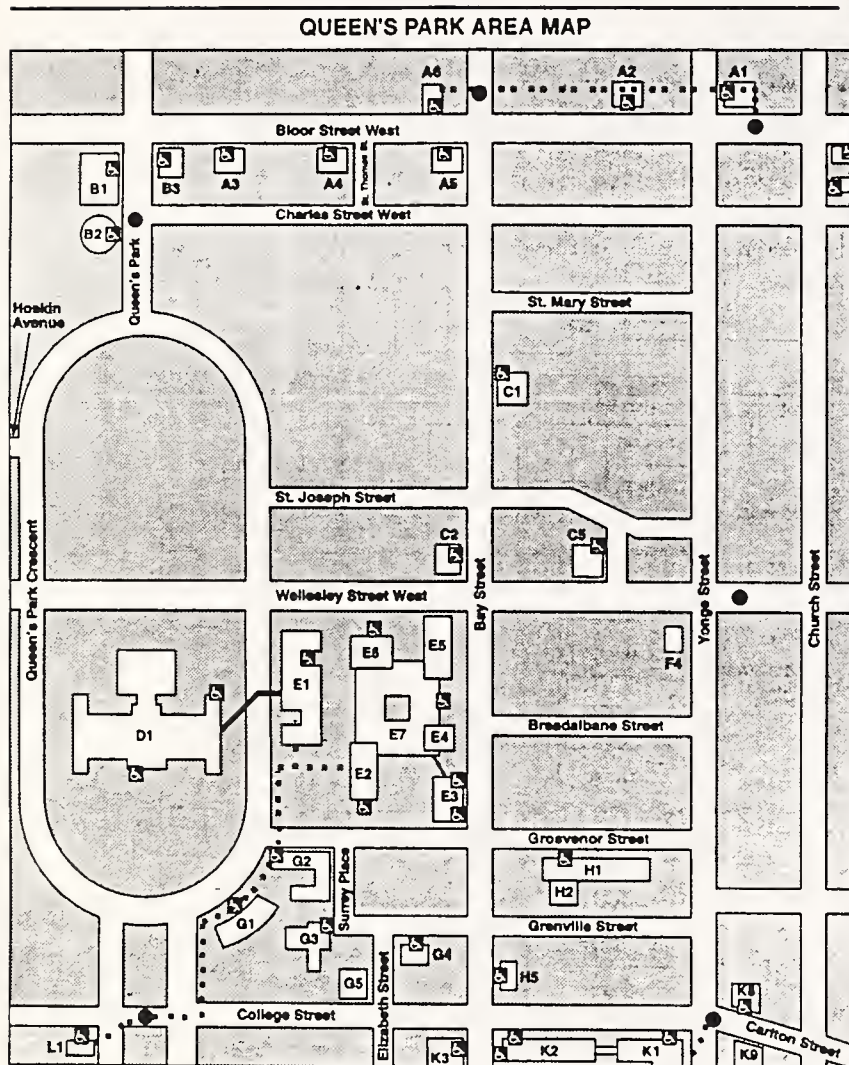 QUEEN'S PARK AREA MAP
A6
A2
A1
Bloor Street West
B1
B3
A3
A4
St. Thomas St.
A5
Charles Street West
B2
Queen's Park
St. Mary Street
Hoskin
Avenue
C1
St. Joseph Street
C2
C5
Queen's Park Crescent
Bay Street
Yonge Street
Church Street
Wellesley Street West
E1
E6
E5
F4
D1
E7
E4
Breadalbane Street
E2
E3
Grosvenor Street
G2
Surrey Place
H1
H2
G1
Grenville Street
G3
G4
G5
H5
Elizabeth Street
K8
College Street
Carlton Street
L1
K3
K2
K1
K9